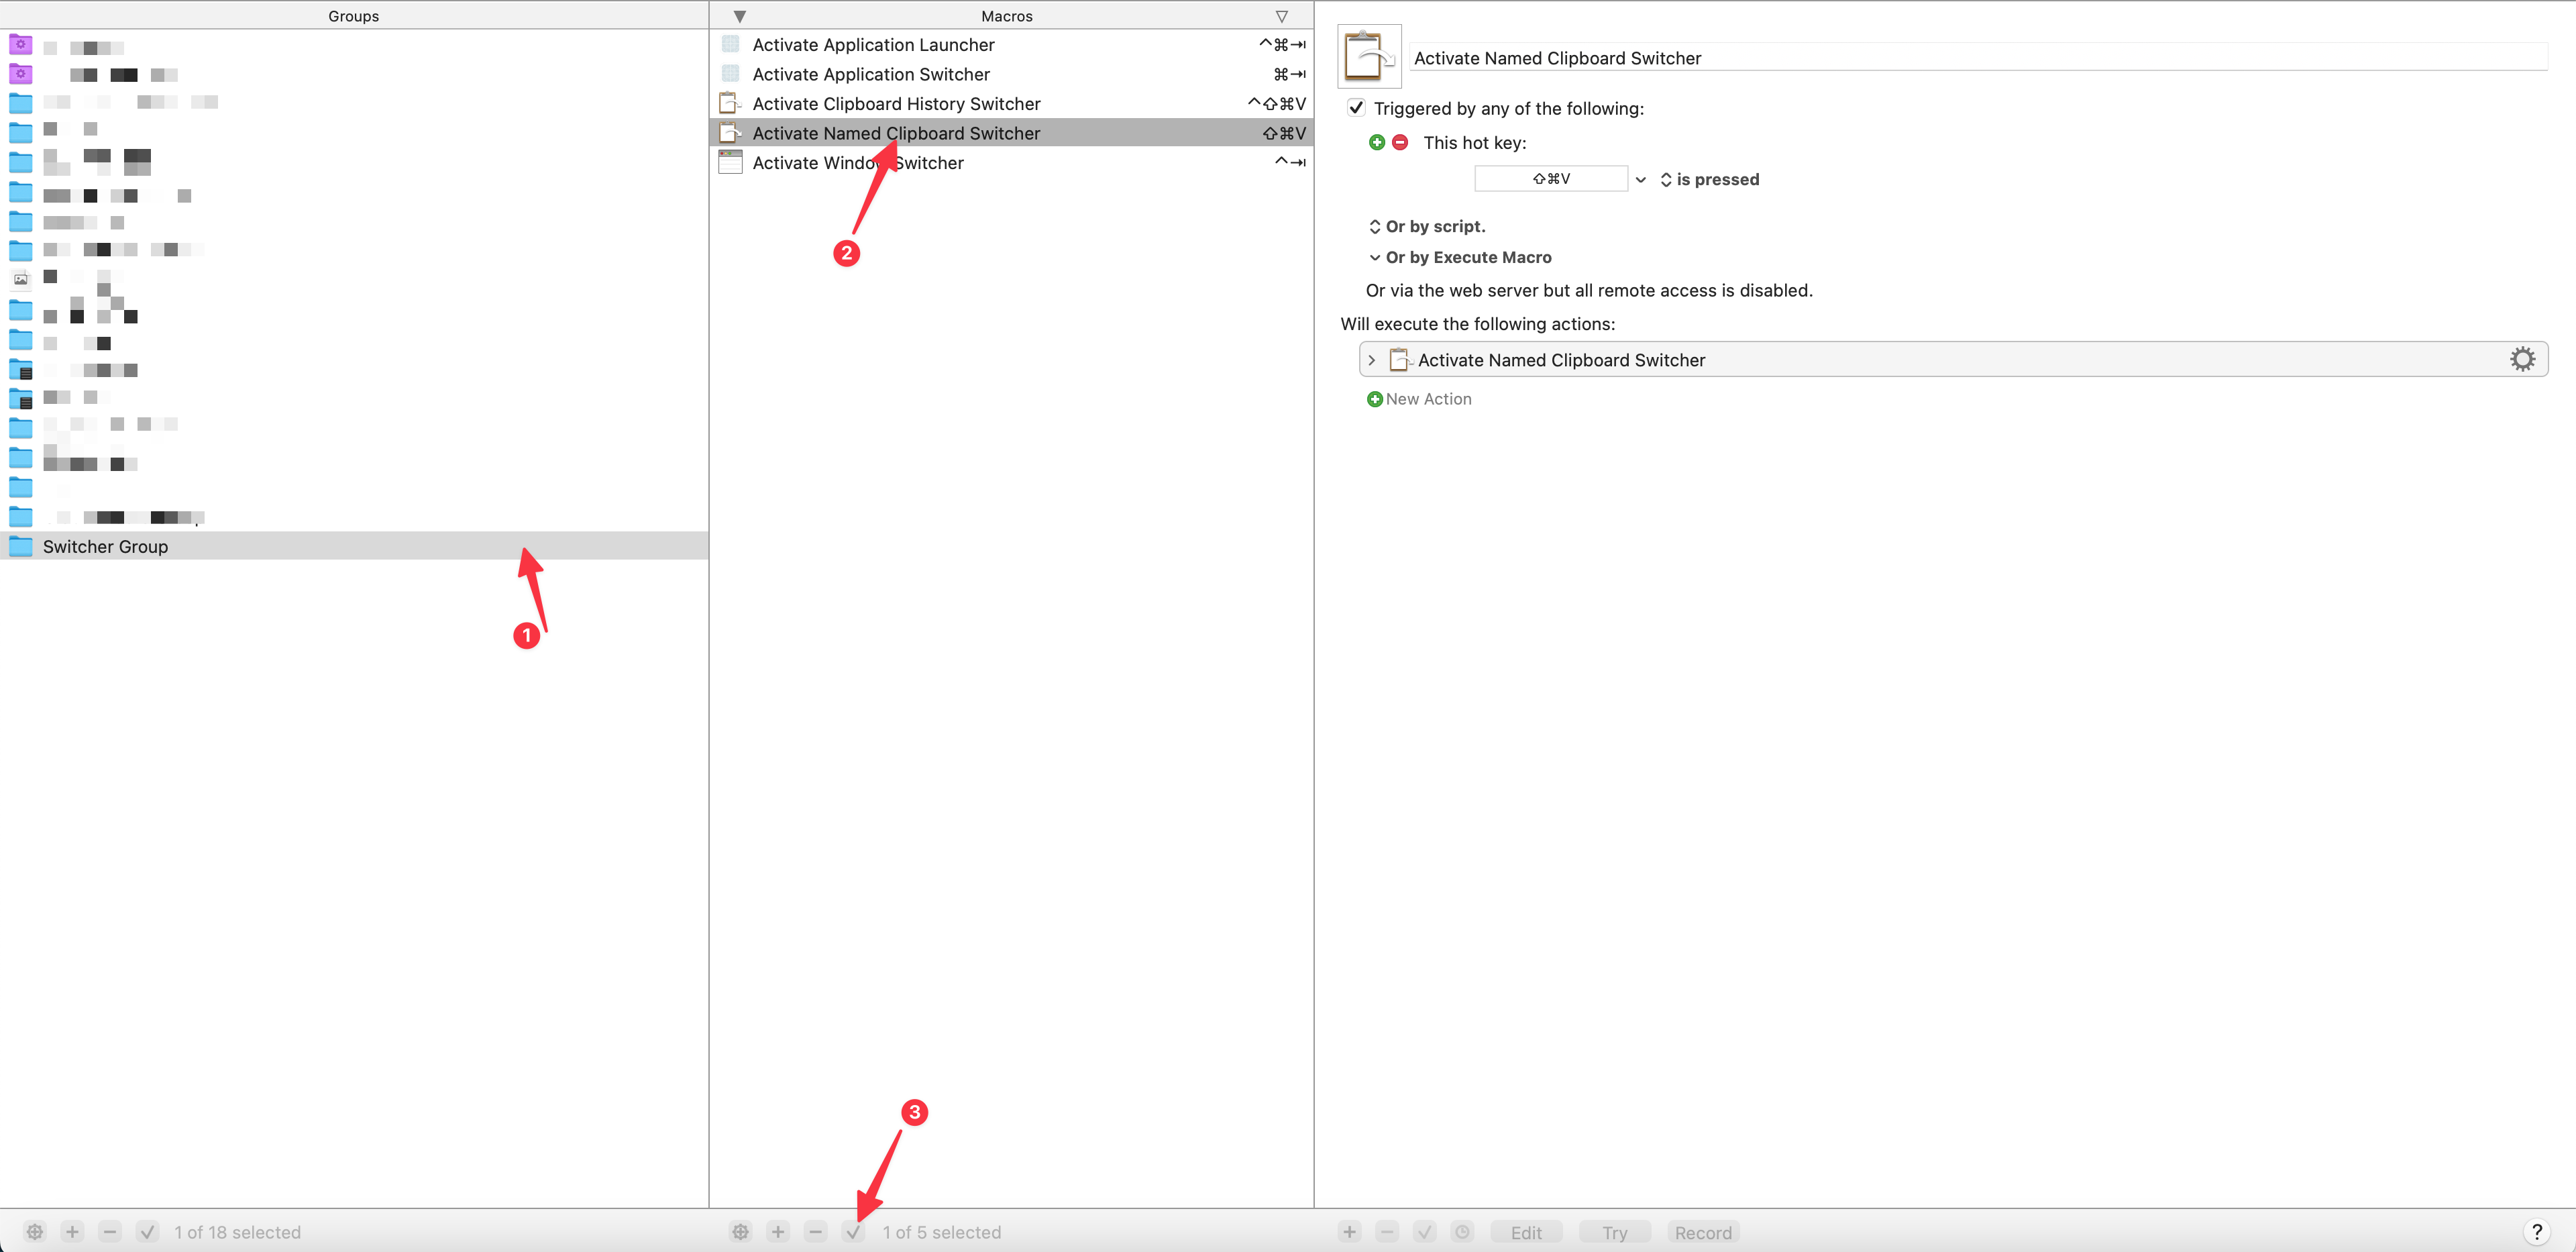 Groups
Switcher Group
1
1 of 18 selected
Macros
Activate Application Launcher ^⌘⇥
Activate Application Switcher ⌘⇥
Activate Clipboard History Switcher ^⇧⌘V
Activate Named Clipboard Switcher ⇧⌘V
Activate Window Switcher ^⇥
2
3
1 of 5 selected
Activate Named Clipboard Switcher
Triggered by any of the following:
This hot key:
⇧⌘V is pressed
Or by script.
Or by Execute Macro
Or via the web server but all remote access is disabled.
Will execute the following actions:
Activate Named Clipboard Switcher
New Action
Edit Try Record ?